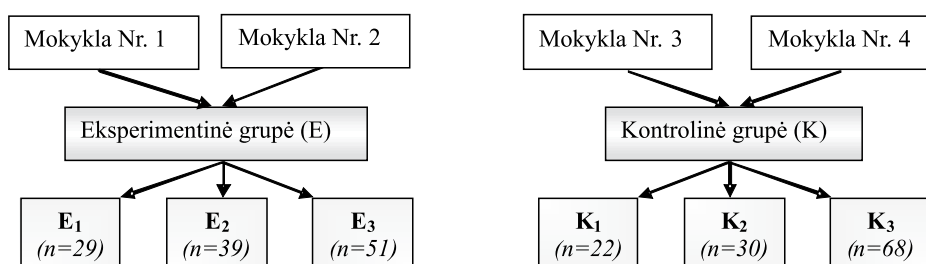 Mokykla Nr. 1
Mokykla Nr. 2
Mokykla Nr. 3
Mokykla Nr. 4
Eksperimentinė grupė (E)
Kontrolinė grupė (K)
E₁
(n=29)
E₂
(n=39)
E₃
(n=51)
K₁
(n=22)
K₂
(n=30)
K₃
(n=68)